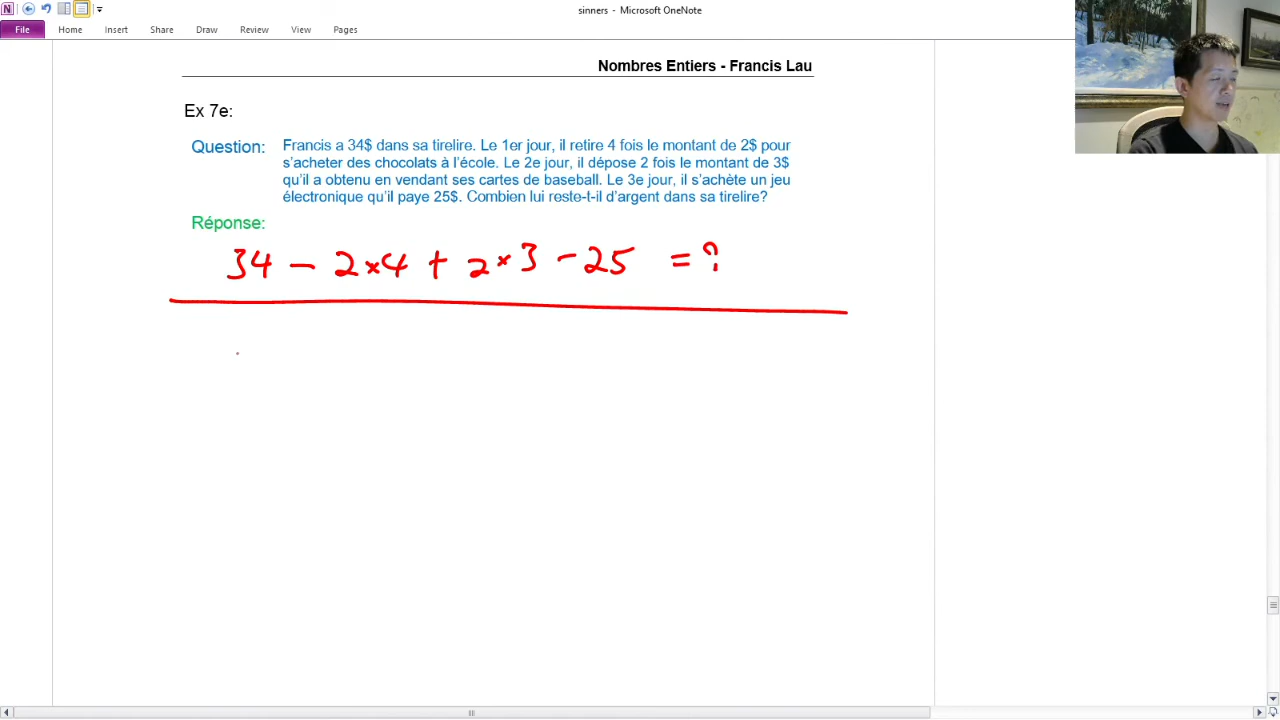 sinners - Microsoft OneNote
File Home Insert Share Draw Review View Pages
Nombres Entiers - Francis Lau
Ex 7e:
Question: Francis a 34$ dans sa tirelire. Le 1er jour, il retire 4 fois le montant de 2$ pour
s'acheter des chocolats à l'école. Le 2e jour, il dépose 2 fois le montant de 3$
qu'il a obtenu en vendant ses cartes de baseball. Le 3e jour, il s'achète un jeu
électronique qu'il paye 25$. Combien lui reste-t-il d'argent dans sa tirelire?
Réponse:
34 - 2×4 + 2×3 - 25 = ?